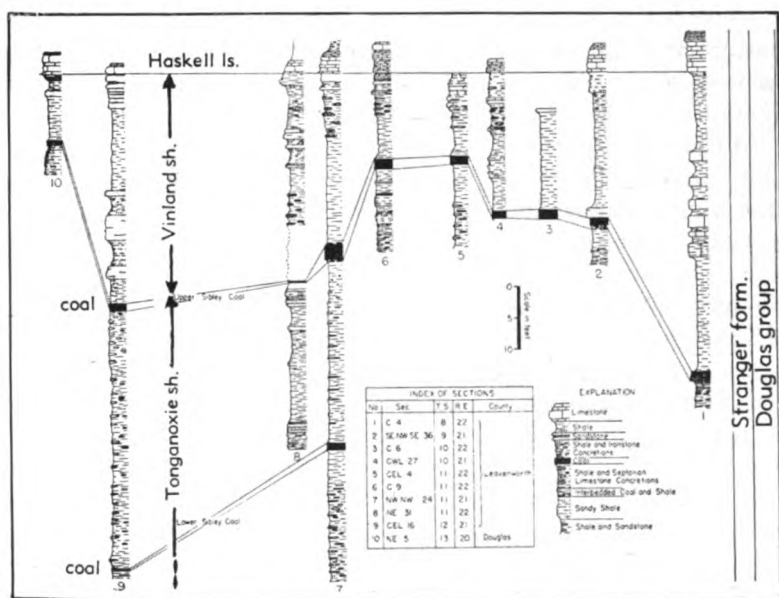 Haskell ls.
Vinland sh.
Tonganoxie sh.
coal
Upper Sibley Coal
Lower Sibley Coal
coal
10
9
8
7
6
5
4
3
2
1
0
5
10
Scale in feet
Stranger form.
Douglas group
INDEX OF SECTIONS
No. Sec. T.S. R.E. County
1 C 4 8 22
2 SE NW SE 36 9 21
3 C 6 10 22
4 CWL 27 10 21
5 CEL 4 11 22 Leavenworth
6 C 9 11 22
7 NW NW 24 11 21
8 NE 31 11 22
9 CEL 16 12 21
10 NE 5 13 20 Douglas
EXPLANATION
Limestone
Shale
Sandstone
Shale and Ironstone
Concretions
Coal
Shale and Septarian
Limestone Concretions
Interbedded Coal and Shale
Sandy Shale
Shale and Sandstone